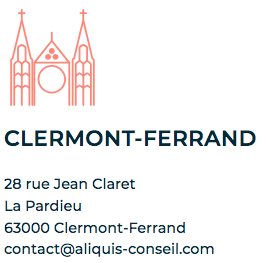 CLERMONT-FERRAND
28 rue Jean Claret
La Pardieu
63000 Clermont-Ferrand
contact@aliquis-conseil.com